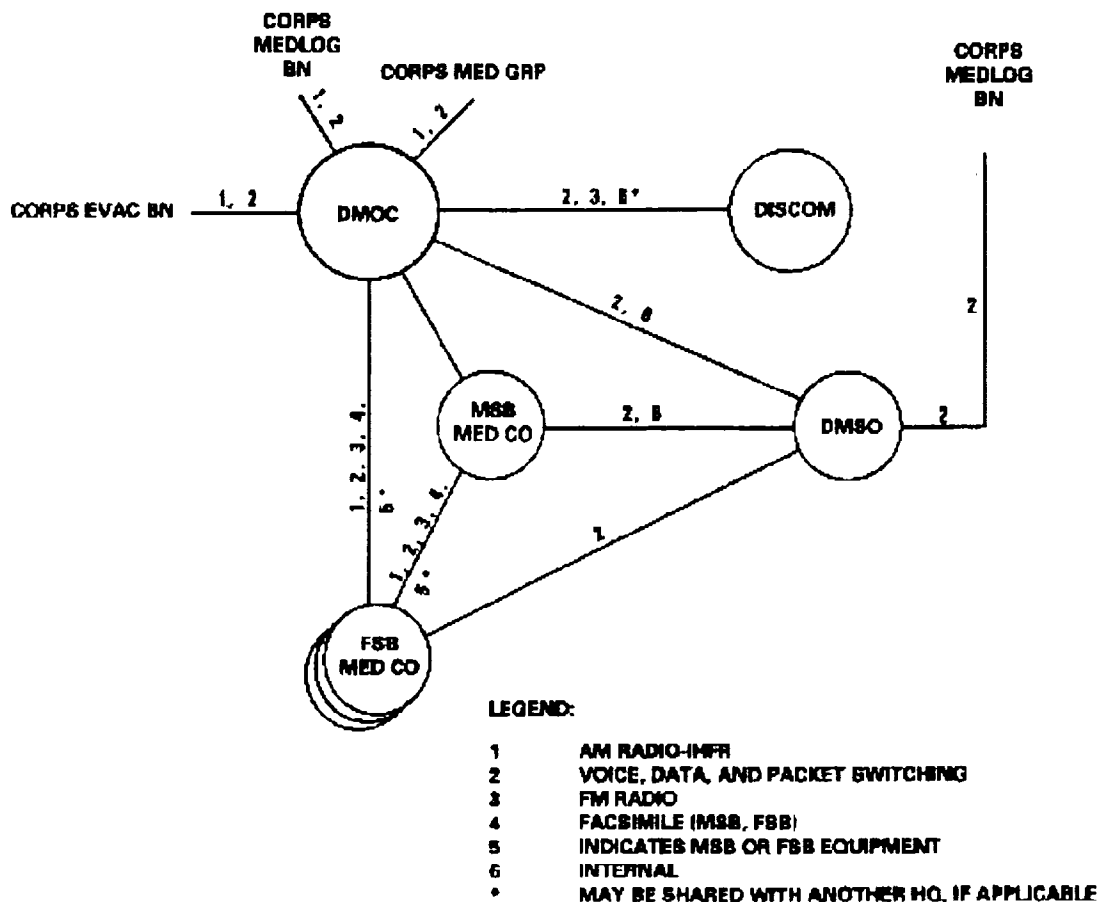 CORPS
MEDLOG
BN
CORPS MED GRP
CORPS
MEDLOG
BN
1, 2
1, 2
CORPS EVAC BN
1, 2
DMOC
2, 3,
DISCOM
2
2,
MSB
MED CO
2,
DMSO
2
1, 2, 3, 4,
5*
1, 2, 3, 4,
5*
2
FSB
MED CO
LEGEND:
1 AM RADIO-IHFR
2 VOICE, DATA, AND PACKET SWITCHING
3 FM RADIO
4 FACSIMILE (MSB, FSB)
5 INDICATES MSB OR FSB EQUIPMENT
6 INTERNAL
* MAY BE SHARED WITH ANOTHER HQ, IF APPLICABLE